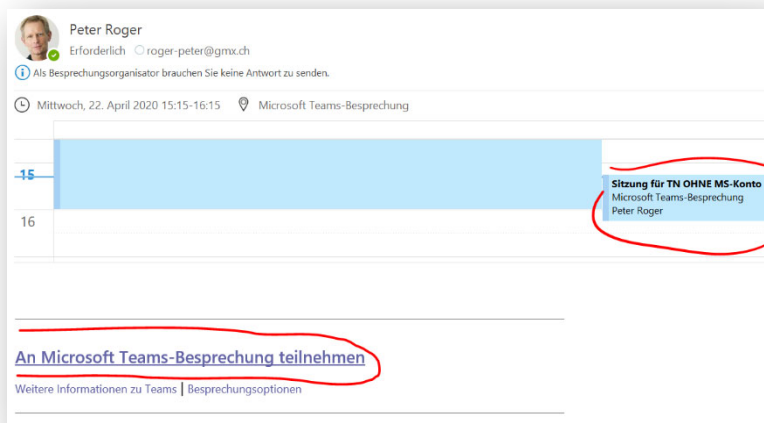 Peter Roger
Erforderlich roger-peter@gmx.ch
Als Besprechungsorganisator brauchen Sie keine Antwort zu senden.
Mittwoch, 22. April 2020 15:15-16:15 Microsoft Teams-Besprechung
15
Sitzung für TN OHNE MS-Konto
Microsoft Teams-Besprechung
Peter Roger
16
An Microsoft Teams-Besprechung teilnehmen
Weitere Informationen zu Teams | Besprechungsoptionen